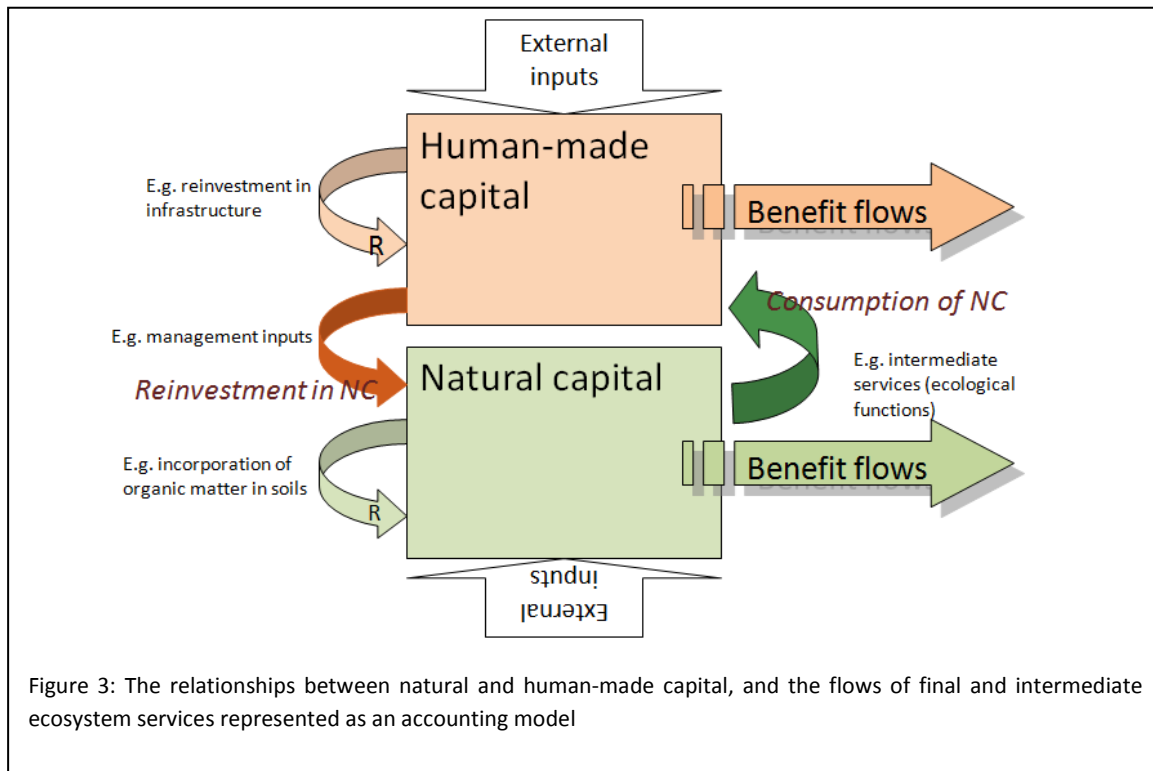 External
inputs
Human-made
capital
E.g. reinvestment in
infrastructure
R
Benefit flows
Consumption of NC
E.g. management inputs
Reinvestment in NC
Natural capital
E.g. intermediate
services (ecological
functions)
E.g. incorporation of
organic matter in soils
R
Benefit flows
External
inputs
Figure 3: The relationships between natural and human-made capital, and the flows of final and intermediate
ecosystem services represented as an accounting model